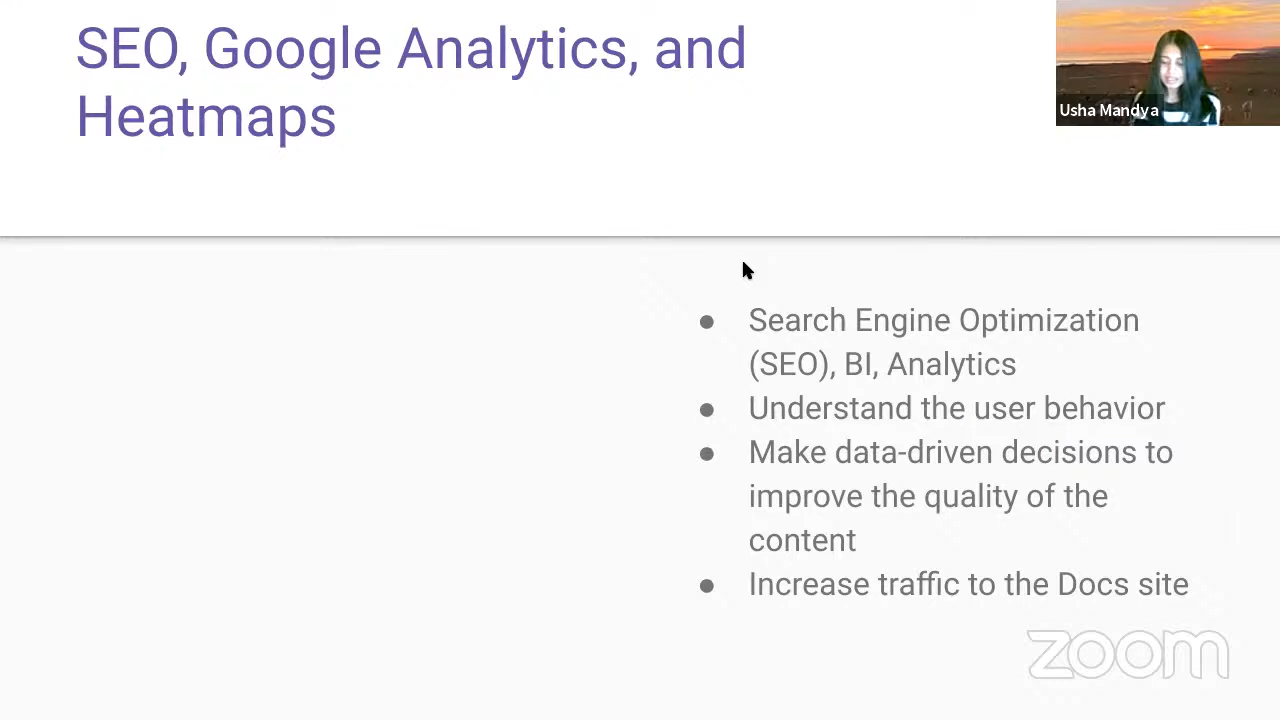 SEO, Google Analytics, and
Heatmaps
Usha Mandya
● Search Engine Optimization
(SEO), BI, Analytics
● Understand the user behavior
● Make data-driven decisions to
improve the quality of the
content
● Increase traffic to the Docs site
zoom